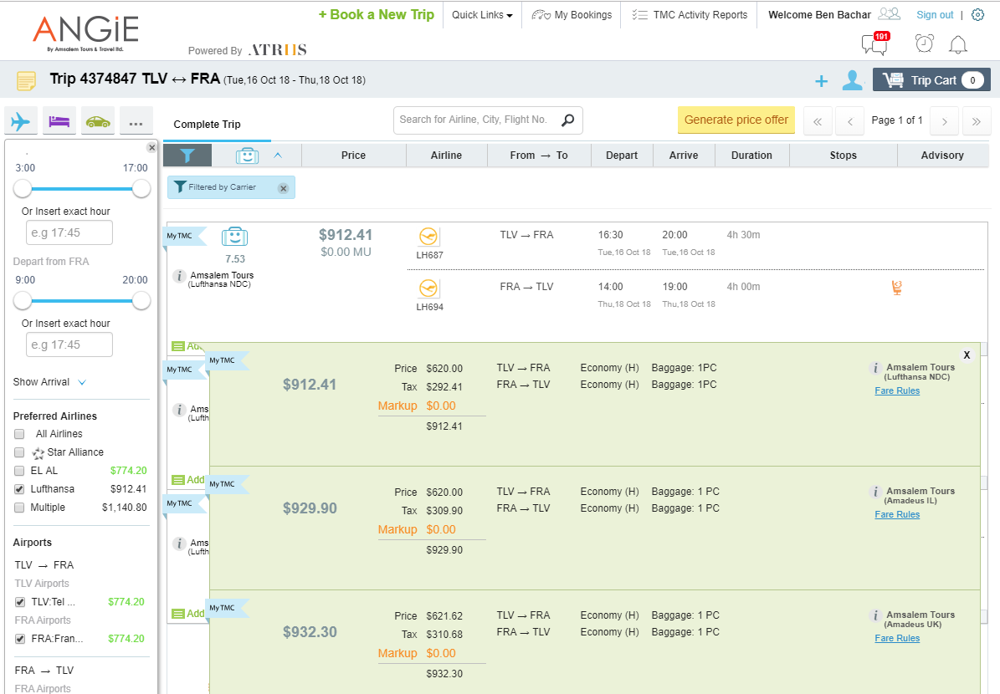 ANGiE
By Amsalem Tours & Travel ltd.
Powered By ATRIIS
+ Book a New Trip
Quick Links
My Bookings
TMC Activity Reports
Welcome Ben Bachar
Sign out |
191
Trip 4374847 TLV ↔ FRA (Tue,16 Oct 18 - Thu,18 Oct 18)
+
Trip Cart 0
...
Complete Trip
Search for Airline, City, Flight No.
Generate price offer
«
‹
Page 1 of 1
›
»
3:00 17:00
Or Insert exact hour
e.g 17:45
Depart from FRA
9:00 20:00
Or Insert exact hour
e.g 17:45
Show Arrival
Preferred Airlines
All Airlines
Star Alliance
EL AL $774.20
Lufthansa $912.41
Multiple $1,140.80
Airports
TLV → FRA
TLV Airports
TLV:Tel ... $774.20
FRA Airports
FRA:Fran... $774.20
FRA → TLV
FRA Airports
Price Airline From → To Depart Arrive Duration Stops Advisory
Filtered by Carrier
My TMC
7.53
i Amsalem Tours
(Lufthansa NDC)
$912.41
$0.00 MU
LH687
TLV → FRA
16:30 20:00 4h 30m
Tue,16 Oct 18 Tue,16 Oct 18
LH694
FRA → TLV
14:00 19:00 4h 00m
Thu,18 Oct 18 Thu,18 Oct 18
<3
Ad
My TMC
i Ams
(Lufth
Add
My TMC
i Ams
(Lufth
Add
My TMC
X
$912.41
Price $620.00
Tax $292.41
Markup $0.00
$912.41
TLV → FRA Economy (H) Baggage: 1PC
FRA → TLV Economy (H) Baggage: 1PC
i Amsalem Tours
(Lufthansa NDC)
Fare Rules
My TMC
$929.90
Price $620.00
Tax $309.90
Markup $0.00
$929.90
TLV → FRA Economy (H) Baggage: 1 PC
FRA → TLV Economy (H) Baggage: 1 PC
i Amsalem Tours
(Amadeus IL)
Fare Rules
My TMC
$932.30
Price $621.62
Tax $310.68
Markup $0.00
$932.30
TLV → FRA Economy (H) Baggage: 1 PC
FRA → TLV Economy (H) Baggage: 1 PC
i Amsalem Tours
(Amadeus UK)
Fare Rules